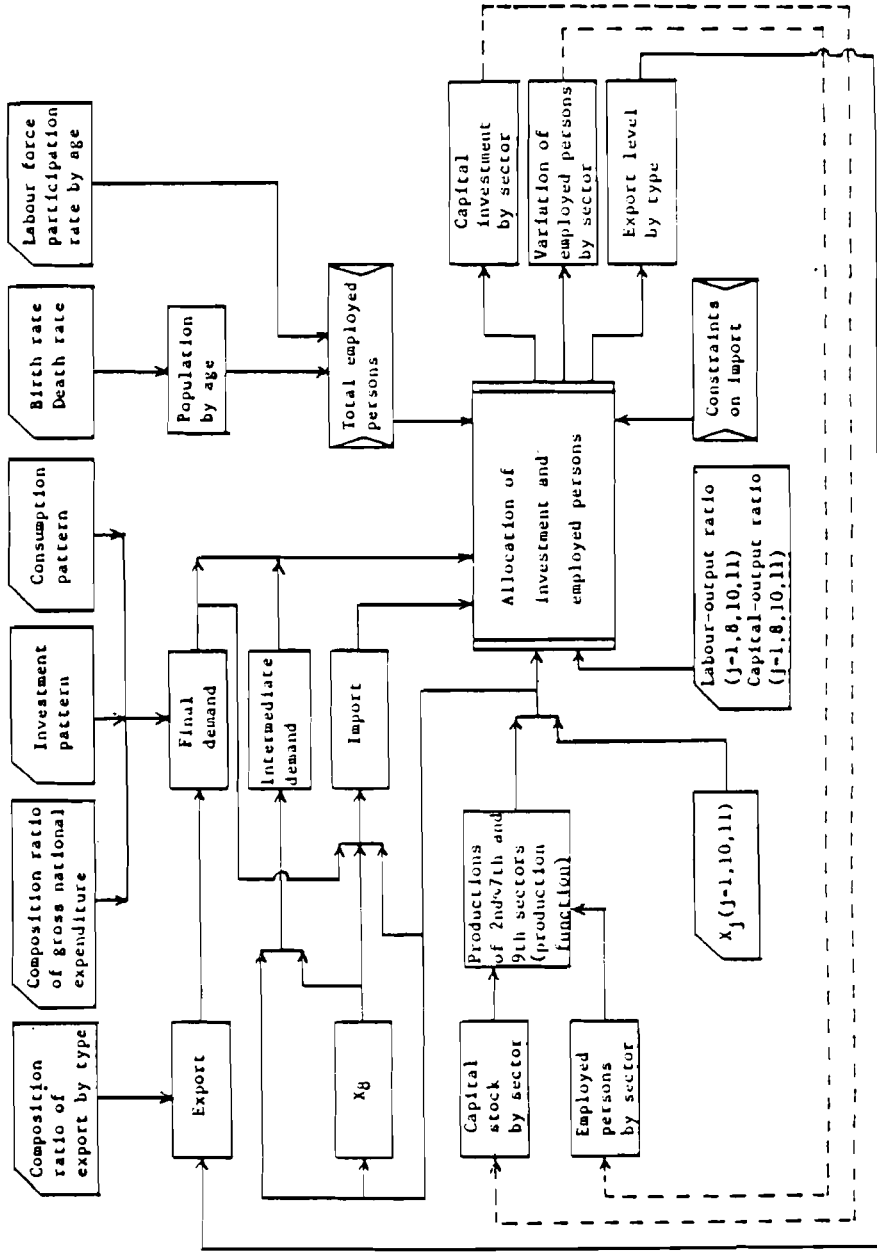 Composition
ratio of
export by type
Composition ratio
of gross national
expenditure
Investment
pattern
Consumption
pattern
Birth rate
Death rate
Labour force
participation
rate by age
Export
Final
demand
Population
by age
X8
Intermediate
demand
Total employed
persons
Import
Capital
stock
by sector
Productions
of 2nd~7th and
9th sectors
(production
function)
Employed
persons
by sector
Allocation of
investment and
employed persons
Capital
investment
by sector
Variation of
employed persons
by sector
Export level
by type
Xj(j=1,10,11)
Labour-output ratio
(j=1,8,10,11)
Capital-output ratio
(j=1,8,10,11)
Constraints
on import